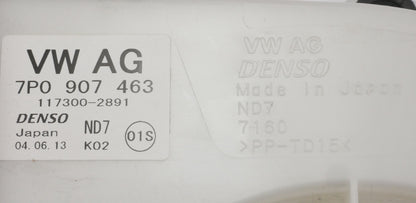 VW AG
7P0 907 463
117300-2891
DENSO ND7 01S
Japan
04.06.13 K02
VW AG
DENSO
Made in Japan
ND7
7160
>PP-TD15<